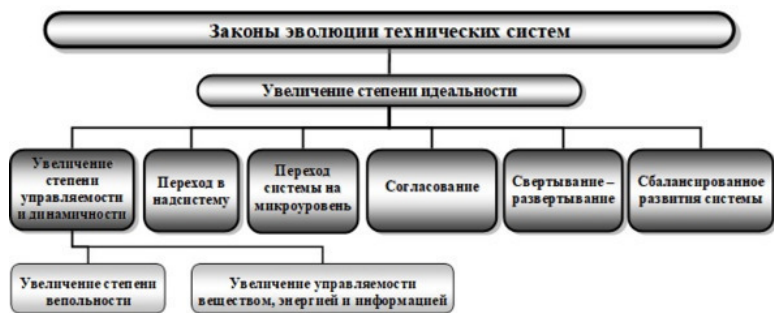 Законы эволюции технических систем
Увеличение степени идеальности
Увеличение
степени
управляемости
и динамичности
Переход в
надсистему
Переход
системы на
микроуровень
Согласование
Свертывание –
развертывание
Сбалансированное
развития системы
Увеличение степени
вепольности
Увеличение управляемости
веществом, энергией и информацией